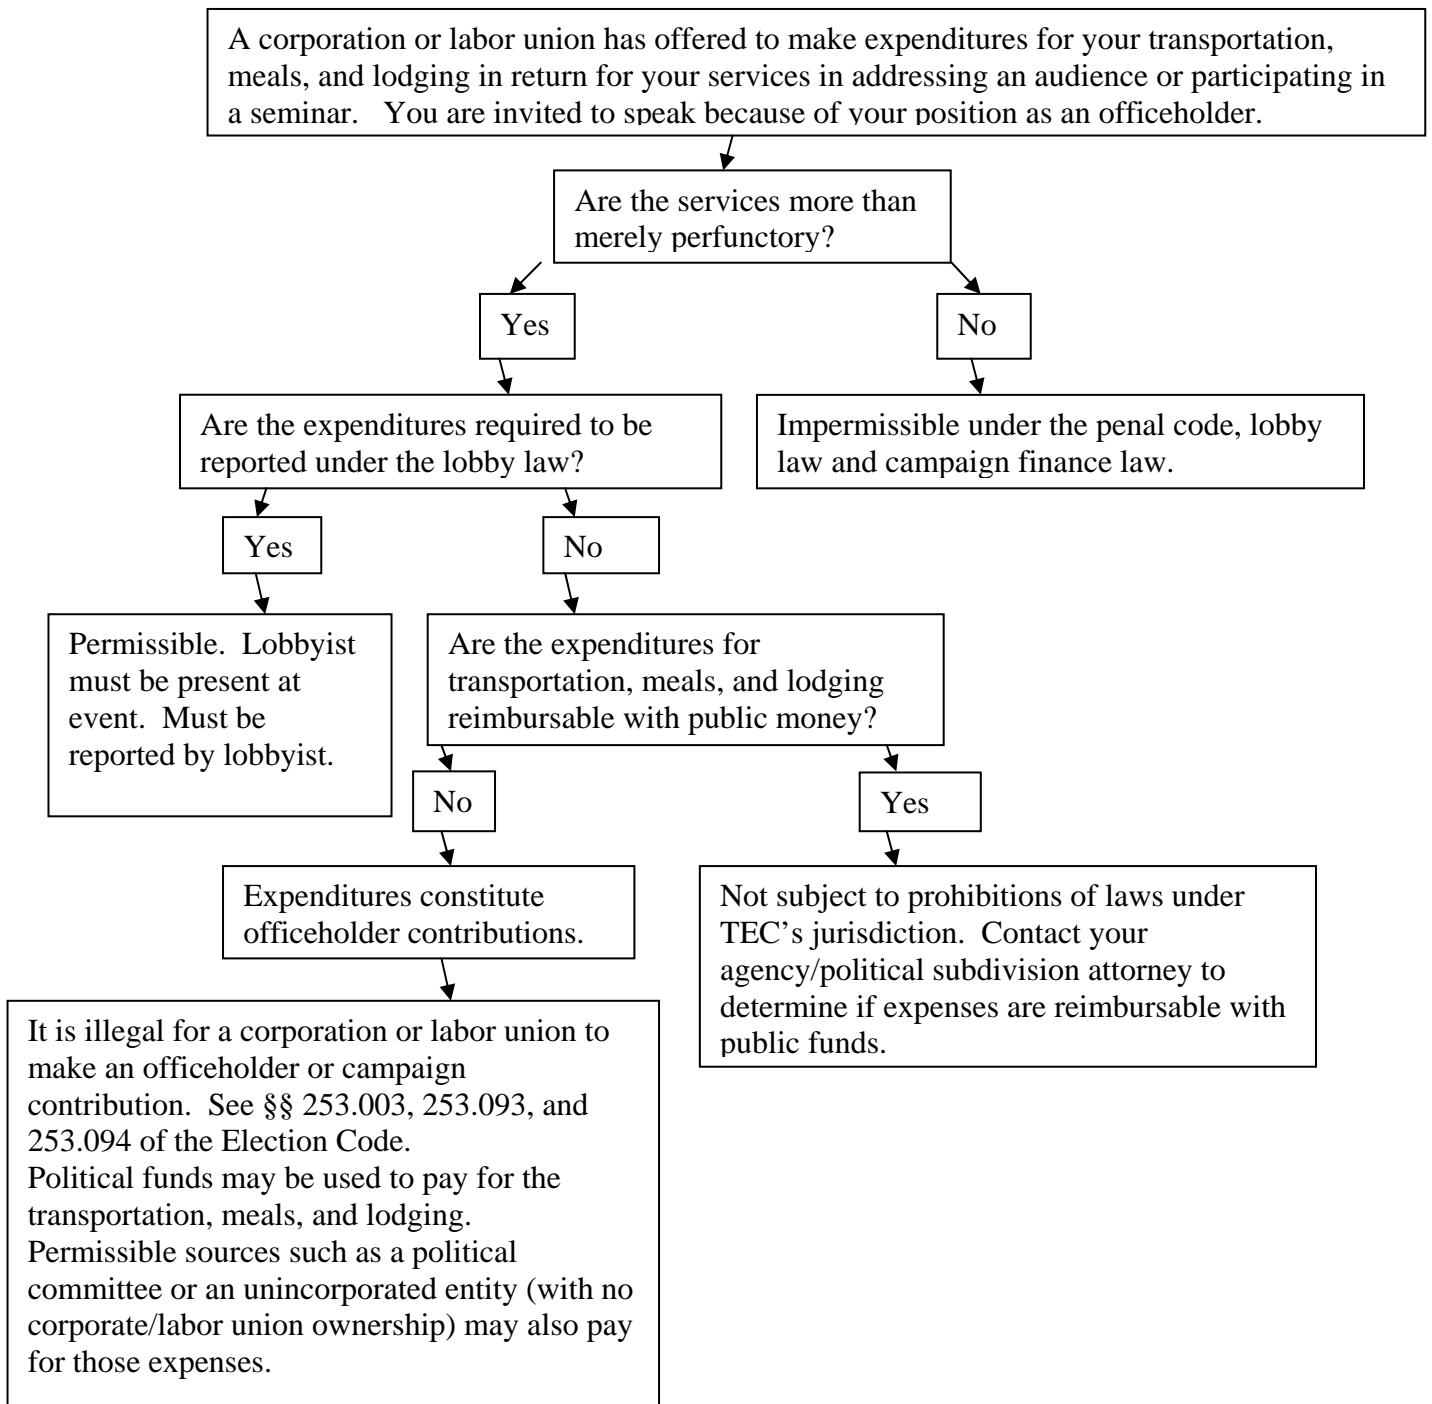 A corporation or labor union has offered to make expenditures for your transportation,
meals, and lodging in return for your services in addressing an audience or participating in
a seminar.   You are invited to speak because of your position as an officeholder.
Are the services more than
merely perfunctory?
Yes
No
Are the expenditures required to be
reported under the lobby law?
Impermissible under the penal code, lobby
law and campaign finance law.
Yes
No
Permissible.  Lobbyist
must be present at
event.  Must be
reported by lobbyist.
Are the expenditures for
transportation, meals, and lodging
reimbursable with public money?
No
Yes
Expenditures constitute
officeholder contributions.
Not subject to prohibitions of laws under
TEC’s jurisdiction.  Contact your
agency/political subdivision attorney to
determine if expenses are reimbursable with
public funds.
It is illegal for a corporation or labor union to
make an officeholder or campaign
contribution.  See §§ 253.003, 253.093, and
253.094 of the Election Code.
Political funds may be used to pay for the
transportation, meals, and lodging.
Permissible sources such as a political
committee or an unincorporated entity (with no
corporate/labor union ownership) may also pay
for those expenses.